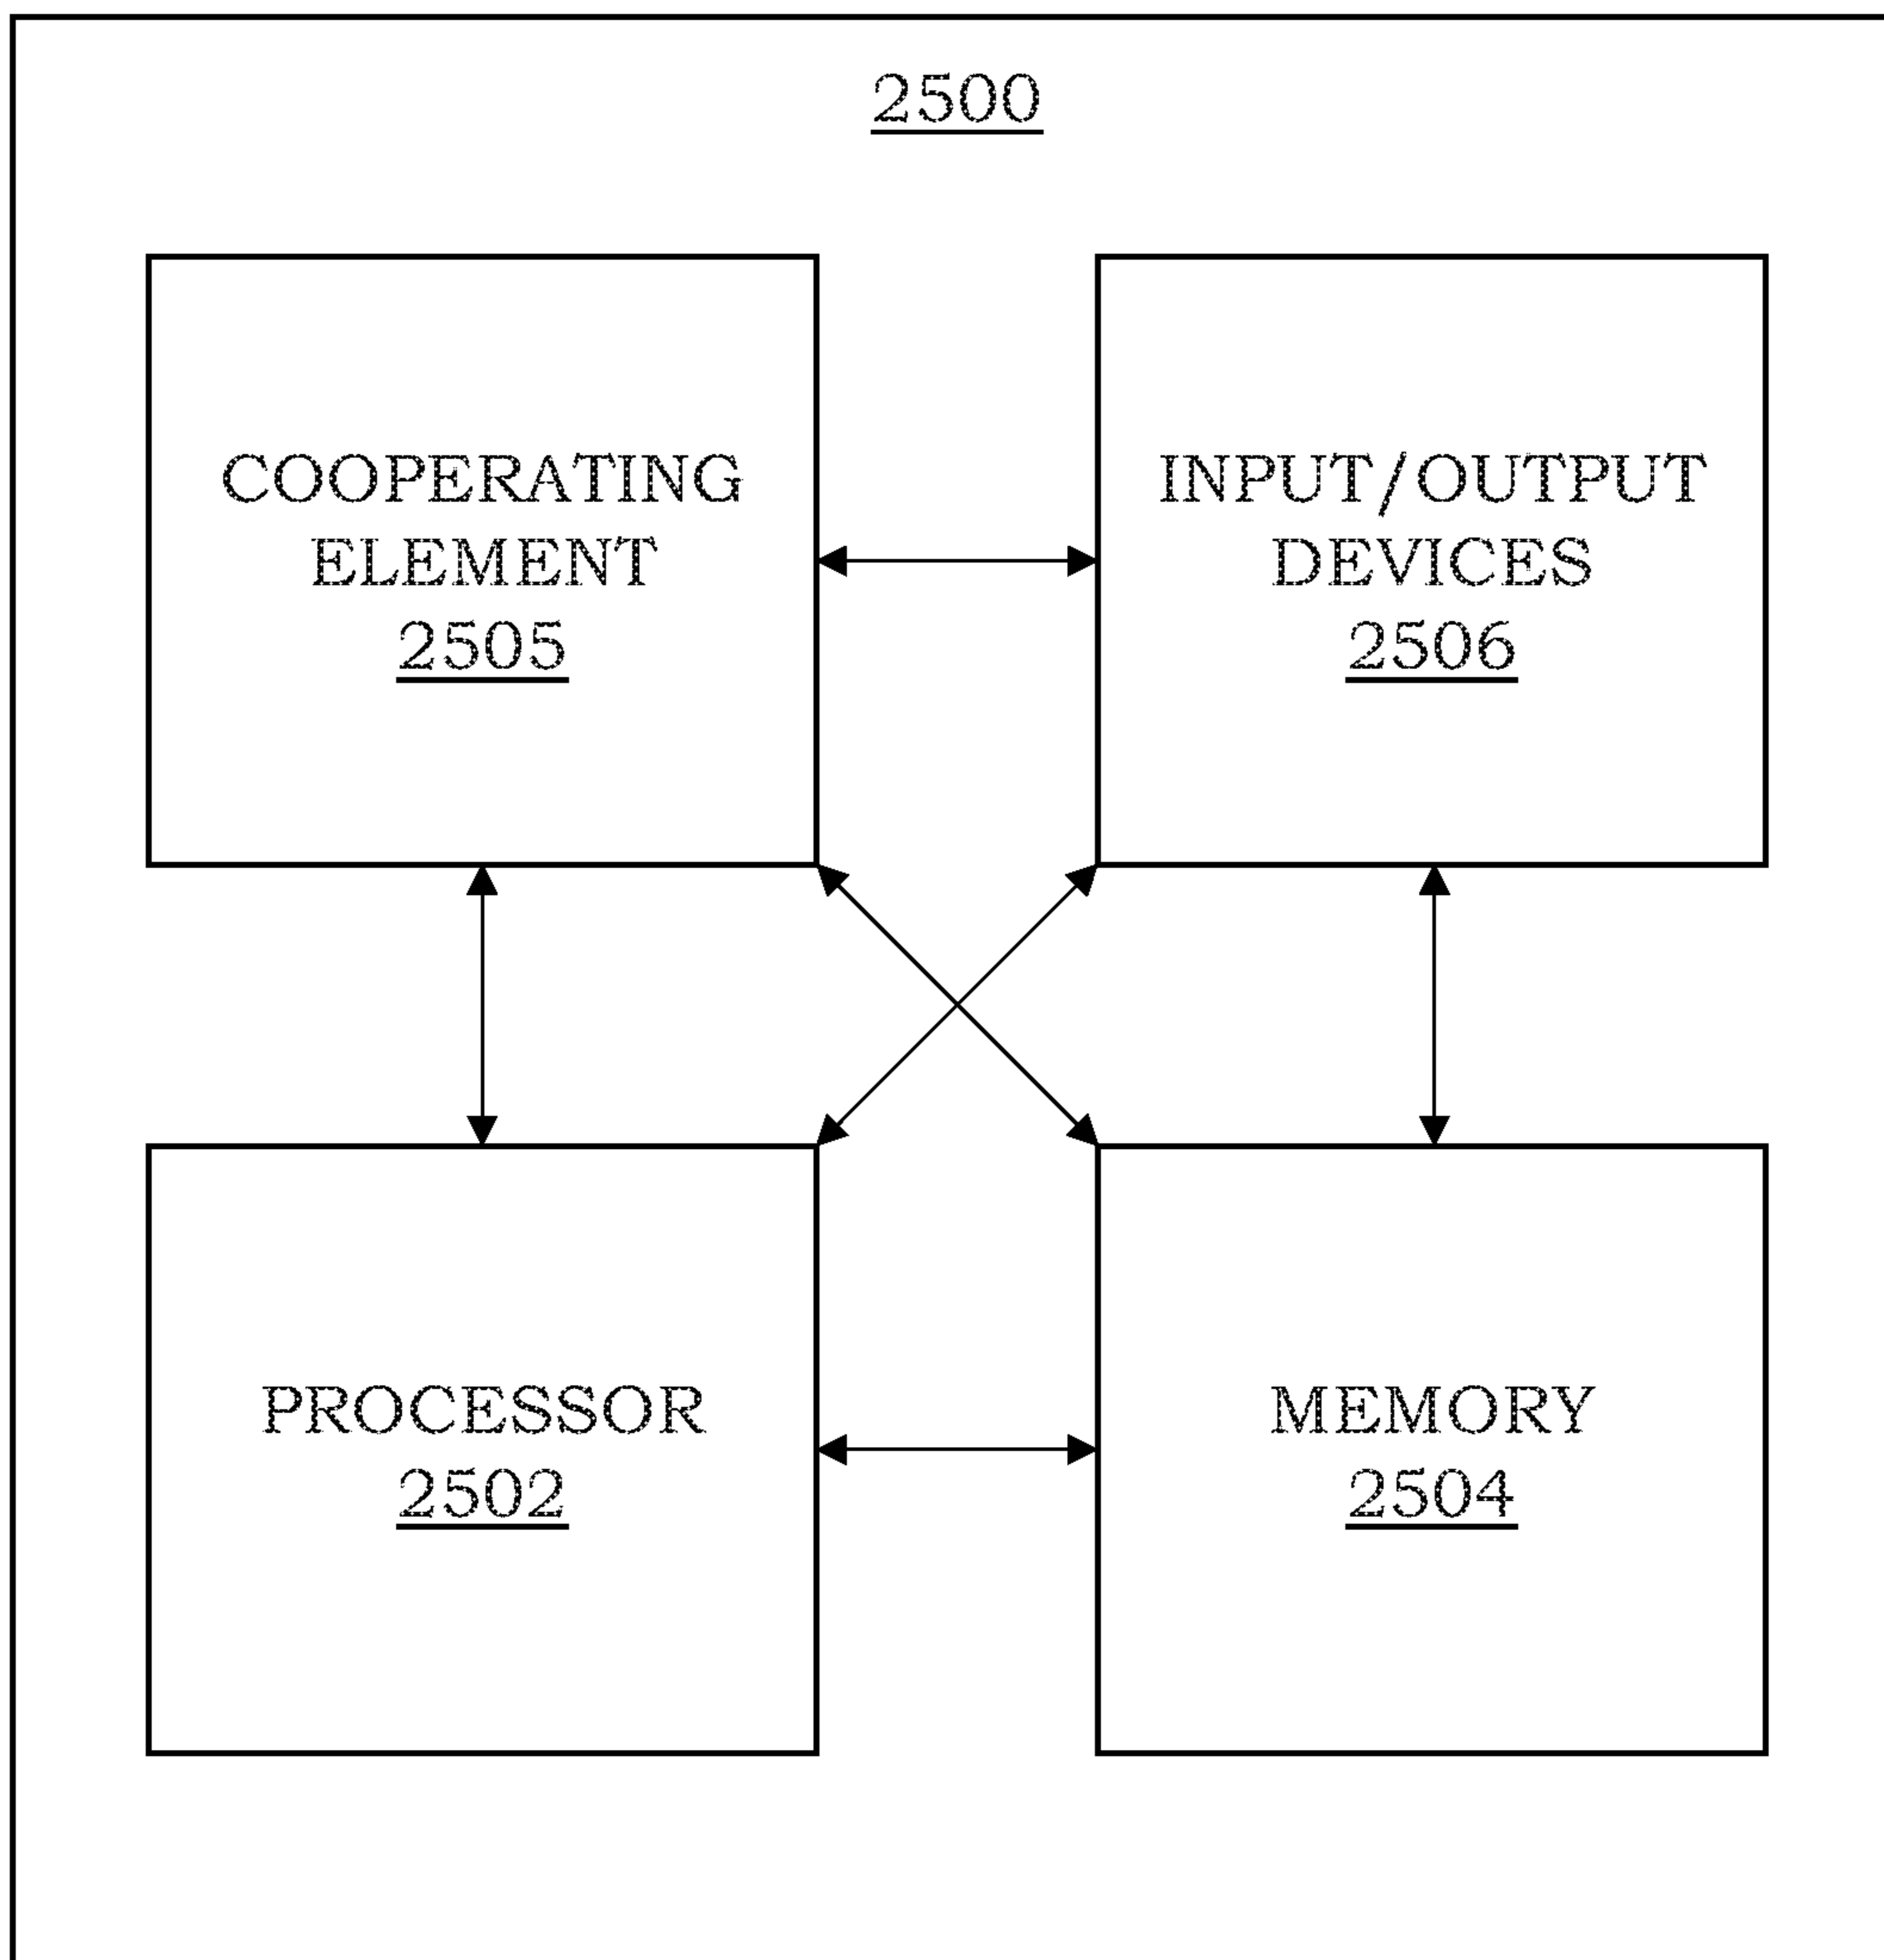 2500
COOPERATING
ELEMENT
2505
INPUT/OUTPUT
DEVICES
2506
PROCESSOR
2502
MEMORY
2504